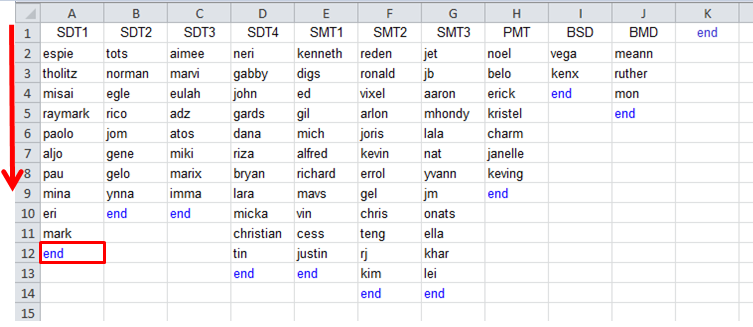 A B C D E F G H I J K
1 SDT1 SDT2 SDT3 SDT4 SMT1 SMT2 SMT3 PMT BSD BMD end
2 espie tots aimee neri kenneth reden jet noel vega meann
3 tholitz norman marvi gabby digs ronald jb belo kenx ruther
4 misai egle eulah john ed vixel aaron erick end mon
5 raymark rico adz gards gil arlon mhondy kristel end
6 paolo jom atos dana mich joris lala charm
7 aljo gene miki riza alfred kevin nat janelle
8 pau gelo marix bryan richard errol yvann keving
9 mina ynna imma lara mavs gel jm end
10 eri end end micka vin chris onats
11 mark christian cess teng ella
12 end tin justin rj khar
13 end end kim lei
14 end end
15